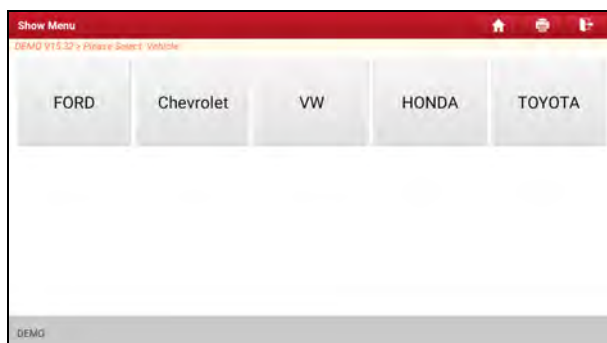 Show Menu
DEMO V15.32 > Please Select Vehicle
FORD Chevrolet VW HONDA TOYOTA
DEMO